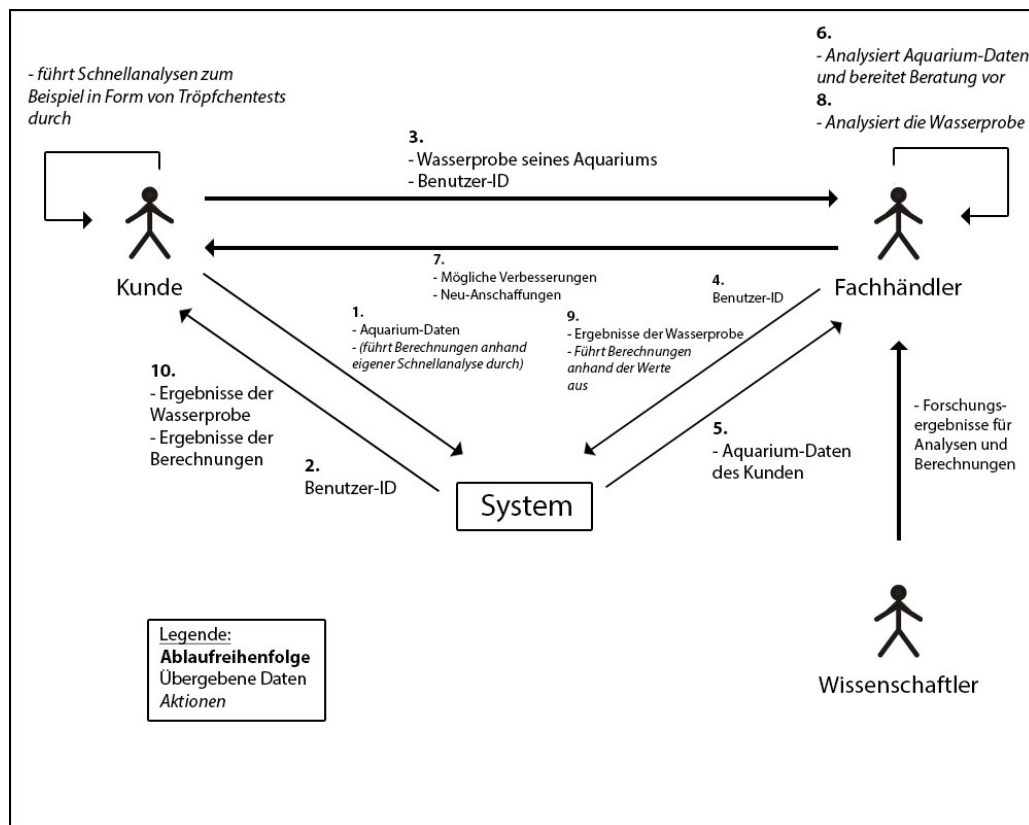 - führt Schnellanalysen zum
Beispiel in Form von Tröpfchentests
durch
6.
- Analysiert Aquarium-Daten
und bereitet Beratung vor
8.
- Analysiert die Wasserprobe
3.
- Wasserprobe seines Aquariums
- Benutzer-ID
Kunde
Fachhändler
7.
- Mögliche Verbesserungen
- Neu-Anschaffungen
4.
Benutzer-ID
1.
- Aquarium-Daten
- (führt Berechnungen anhand
eigener Schnellanalyse durch)
9.
- Ergebnisse der Wasserprobe
- Führt Berechnungen
anhand der Werte
aus
10.
- Ergebnisse der
Wasserprobe
- Ergebnisse der
Berechnungen
2.
Benutzer-ID
5.
- Aquarium-Daten
des Kunden
- Forschungs-
ergebnisse für
Analysen und
Berechnungen
System
Legende:
Ablaufreihenfolge
Übergebene Daten
Aktionen
Wissenschaftler